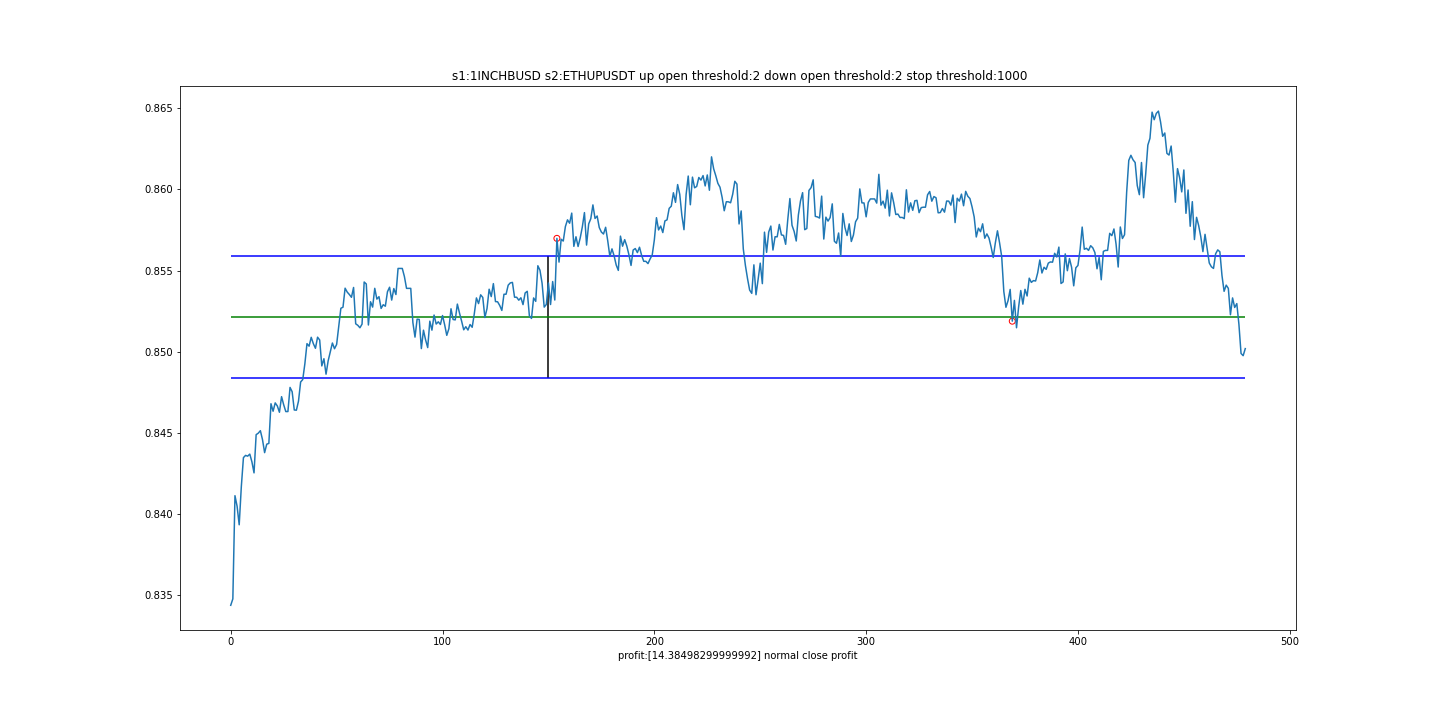 s1:1INCHBUSD s2:ETHUPUSDT up open threshold:2 down open threshold:2 stop threshold:1000
0.865
0.860
0.855
0.850
0.845
0.840
0.835
0 100 200 300 400 500
profit:[14.38498299999992] normal close profit